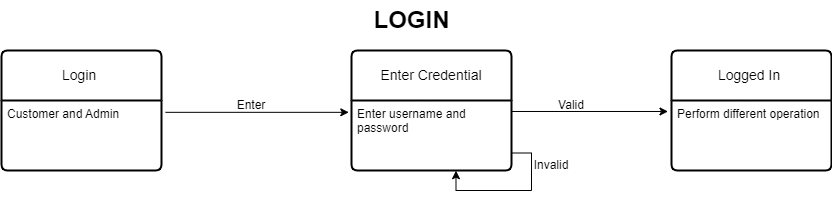 LOGIN
Login
Customer and Admin
Enter
Enter Credential
Enter username and
password
Valid
Invalid
Logged In
Perform different operation